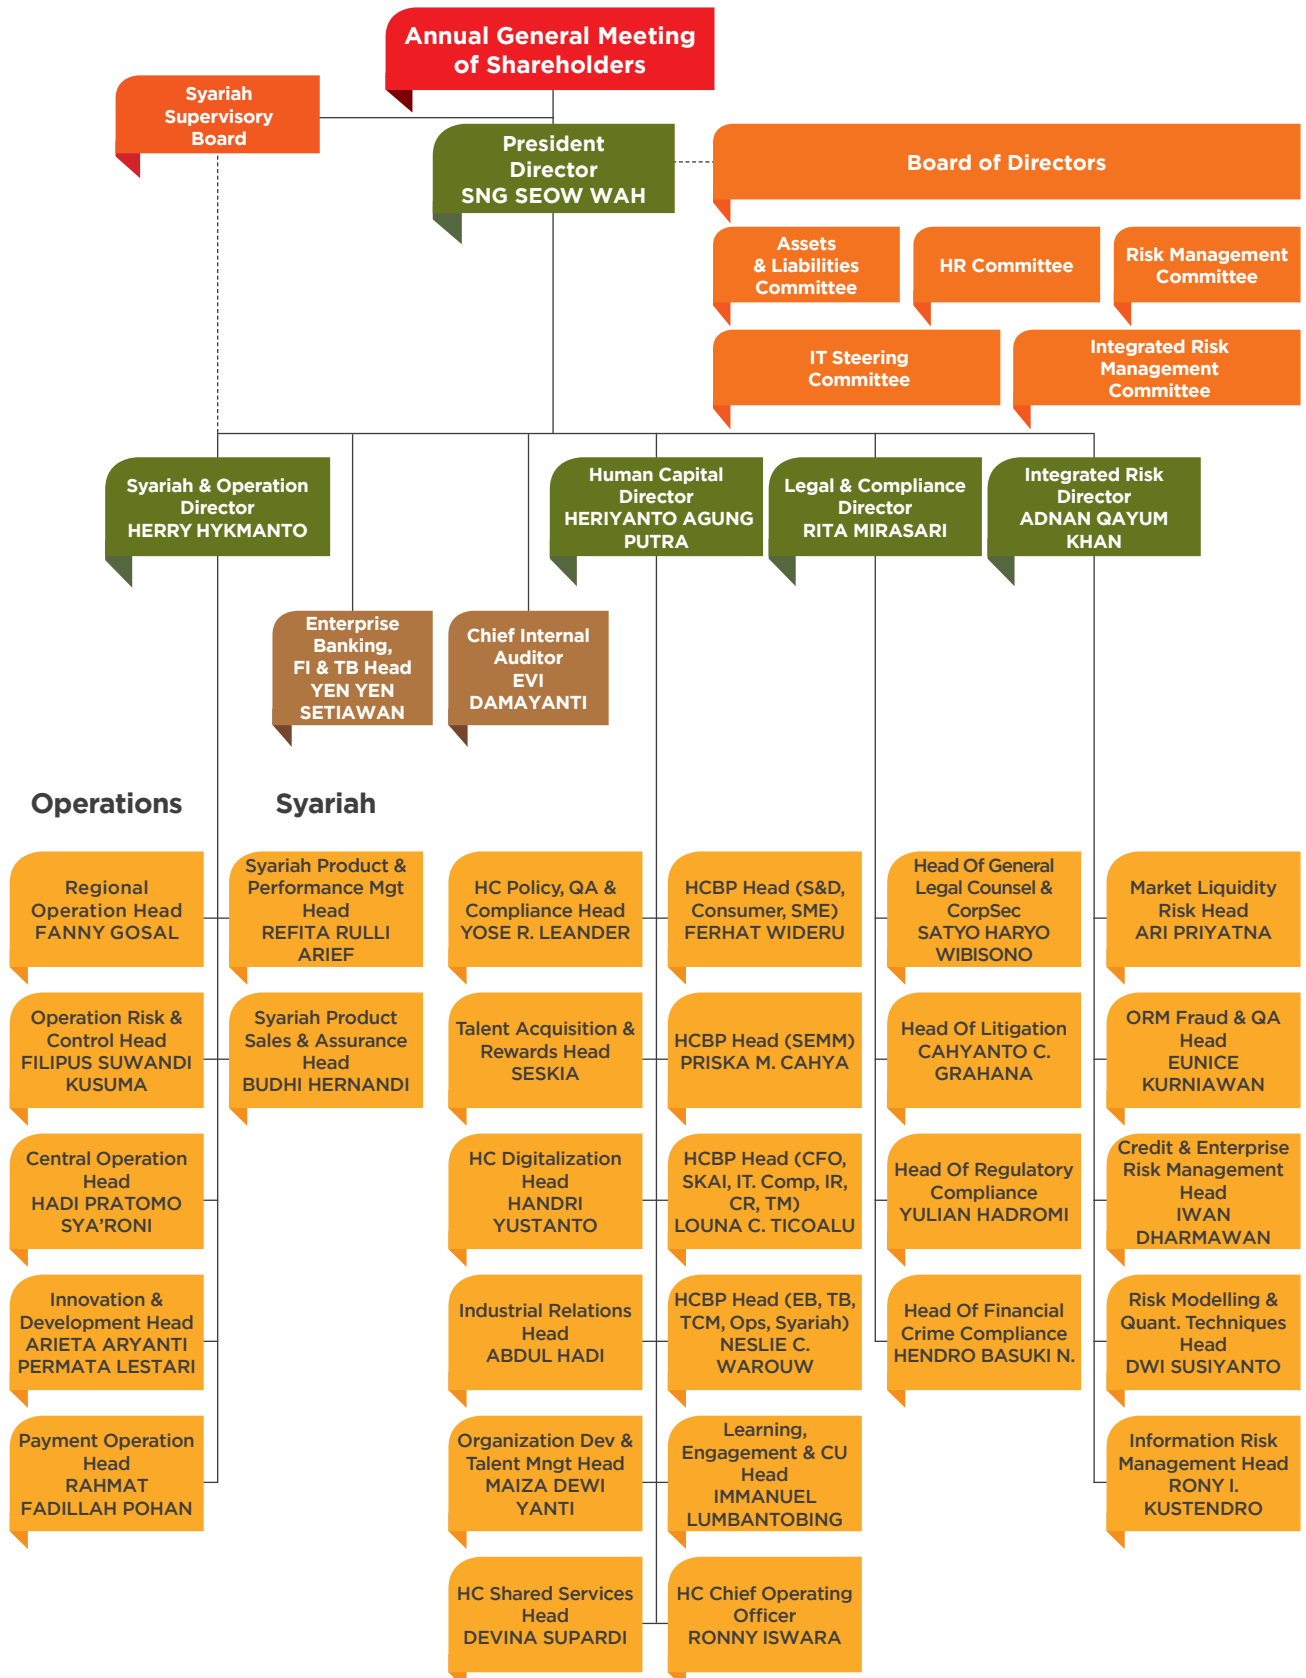 Annual General Meeting
of Shareholders
Syariah
Supervisory
Board
President
Director
SNG SEOW WAH
Board of Directors
Assets
& Liabilities
Committee
HR Committee
Risk Management
Committee
IT Steering
Committee
Integrated Risk
Management
Committee
Syariah & Operation
Director
HERRY HYKMANTO
Human Capital
Director
HERIYANTO AGUNG
PUTRA
Legal & Compliance
Director
RITA MIRASARI
Integrated Risk
Director
ADNAN QAYUM
KHAN
Enterprise
Banking,
FI & TB Head
YEN YEN
SETIAWAN
Chief Internal
Auditor
EVI
DAMAYANTI
Operations
Syariah
Regional
Operation Head
FANNY GOSAL
Syariah Product &
Performance Mgt
Head
REFITA RULLI
ARIEF
HC Policy, QA &
Compliance Head
YOSE R. LEANDER
HCBP Head (S&D,
Consumer, SME)
FERHAT WIDERU
Head Of General
Legal Counsel &
CorpSec
SATYO HARYO
WIBISONO
Market Liquidity
Risk Head
ARI PRIYATNA
Operation Risk &
Control Head
FILIPUS SUWANDI
KUSUMA
Syariah Product
Sales & Assurance
Head
BUDHI HERNANDI
Talent Acquisition &
Rewards Head
SESKIA
HCBP Head (SEMM)
PRISKA M. CAHYA
Head Of Litigation
CAHYANTO C.
GRAHANA
ORM Fraud & QA
Head
EUNICE
KURNIAWAN
Central Operation
Head
HADI PRATOMO
SYA'RONI
HC Digitalization
Head
HANDRI
YUSTANTO
HCBP Head (CFO,
SKAI, IT. Comp, IR,
CR, TM)
LOUNA C. TICOALU
Head Of Regulatory
Compliance
YULIAN HADROMI
Credit & Enterprise
Risk Management
Head
IWAN
DHARMAWAN
Innovation &
Development Head
ARIETA ARYANTI
PERMATA LESTARI
Industrial Relations
Head
ABDUL HADI
HCBP Head (EB, TB,
TCM, Ops, Syariah)
NESLIE C.
WAROUW
Head Of Financial
Crime Compliance
HENDRO BASUKI N.
Risk Modelling &
Quant. Techniques
Head
DWI SUSIYANTO
Payment Operation
Head
RAHMAT
FADILLAH POHAN
Organization Dev &
Talent Mngt Head
MAIZA DEWI
YANTI
Learning,
Engagement & CU
Head
IMMANUEL
LUMBANTOBING
Information Risk
Management Head
RONY I.
KUSTENDRO
HC Shared Services
Head
DEVINA SUPARDI
HC Chief Operating
Officer
RONNY ISWARA